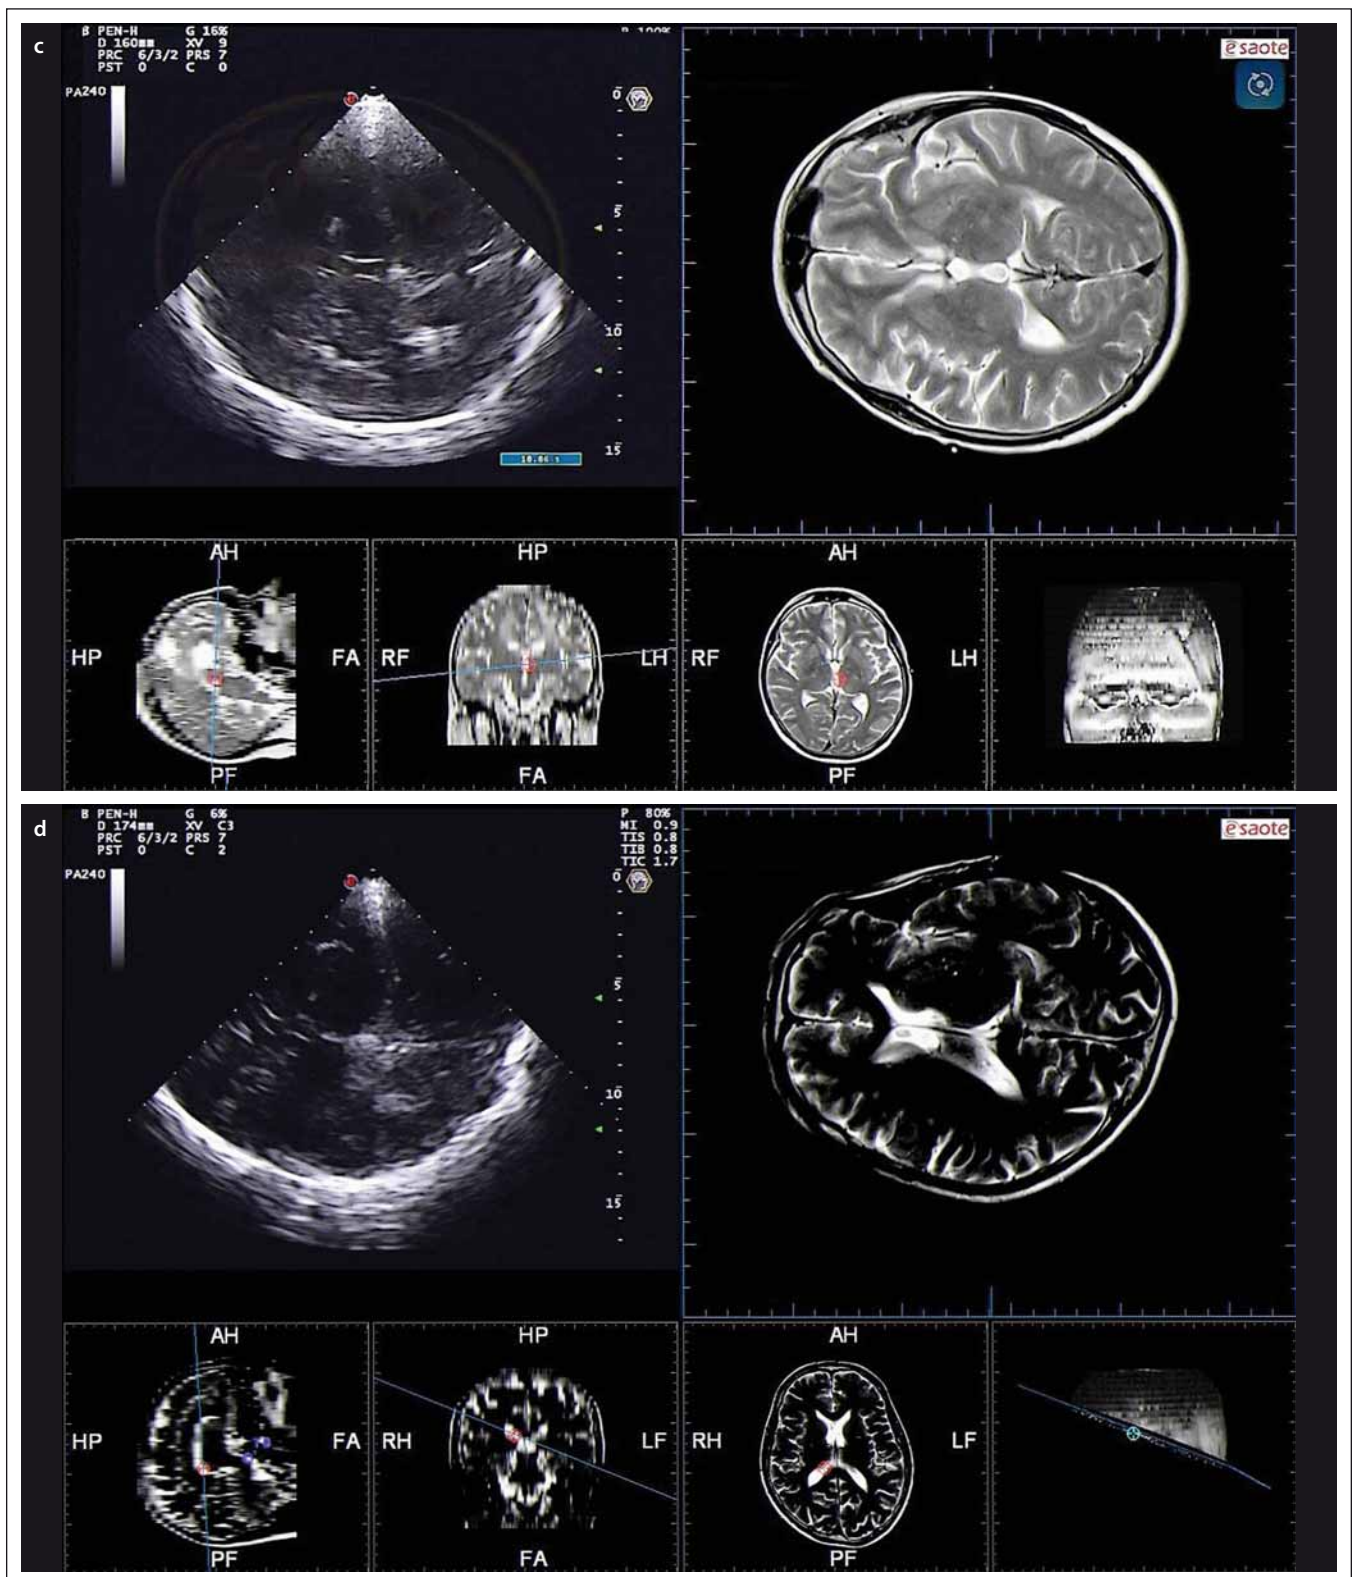 c
B PEN-H G 16%
D 160mm XV 9
PRC 6/3/2 PRS 7
PST 0 C 0
P 100%
PA240
0
5
10
15
18.06 s
esaote
AH
HP
FA
PF
HP
RF
LH
FA
AH
RF
LH
PF
d
B PEN-H G 6%
D 174mm XV C3
PRC 6/3/2 PRS 7
PST 0 C 2
P 80%
MI 0.9
TIS 0.8
TIB 0.8
TIC 1.7
PA240
0
5
10
15
esaote
AH
HP
FA
PF
HP
RH
LF
FA
AH
RH
LF
PF